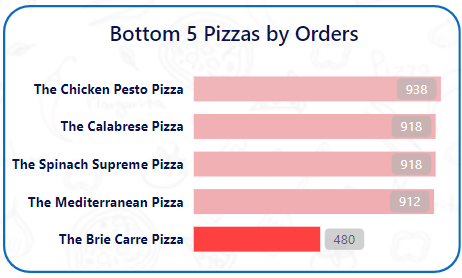 Bottom 5 Pizzas by Orders
The Chicken Pesto Pizza 938
The Calabrese Pizza 918
The Spinach Supreme Pizza 918
The Mediterranean Pizza 912
The Brie Carre Pizza 480